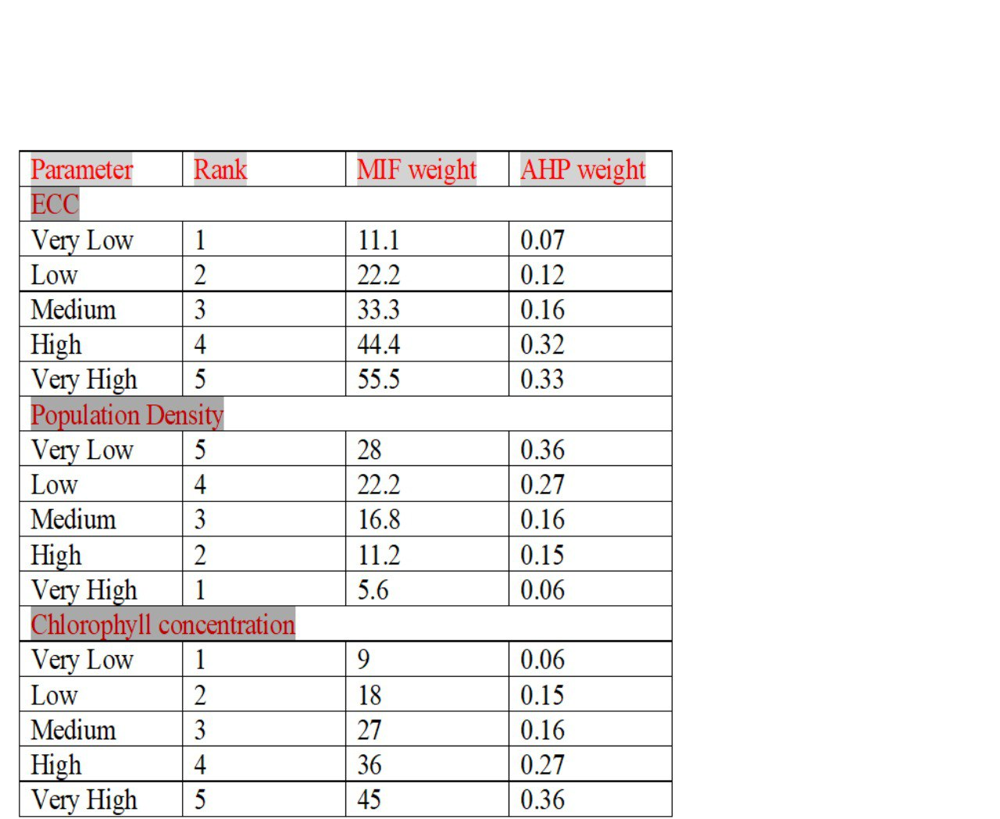 Parameter Rank MIF weight AHP weight
ECC
Very Low 1 11.1 0.07
Low 2 22.2 0.12
Medium 3 33.3 0.16
High 4 44.4 0.32
Very High 5 55.5 0.33
Population Density
Very Low 5 28 0.36
Low 4 22.2 0.27
Medium 3 16.8 0.16
High 2 11.2 0.15
Very High 1 5.6 0.06
Chlorophyll concentration
Very Low 1 9 0.06
Low 2 18 0.15
Medium 3 27 0.16
High 4 36 0.27
Very High 5 45 0.36